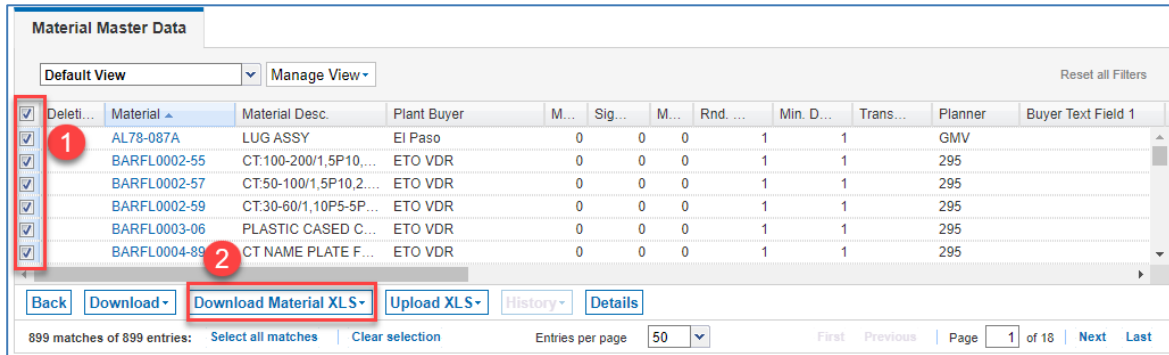 Material Master Data
Default View Manage View Reset all Filters
Deleti... Material Material Desc. Plant Buyer M... Sig... M... Rnd. ... Min. D... Trans... Planner Buyer Text Field 1
1
AL78-087A LUG ASSY El Paso 0 0 0 1 1 GMV
BARFL0002-55 CT:100-200/1,5P10,... ETO VDR 0 0 0 1 1 295
BARFL0002-57 CT:50-100/1,5P10,2.... ETO VDR 0 0 0 1 1 295
BARFL0002-59 CT:30-60/1,10P5-5P... ETO VDR 0 0 0 1 1 295
BARFL0003-06 PLASTIC CASED C... ETO VDR 0 0 0 1 1 295
BARFL0004-89 CT NAME PLATE F... ETO VDR 0 0 0 1 1 295
2
Back Download Download Material XLS Upload XLS History Details
899 matches of 899 entries: Select all matches Clear selection Entries per page 50 First Previous Page 1 of 18 Next Last